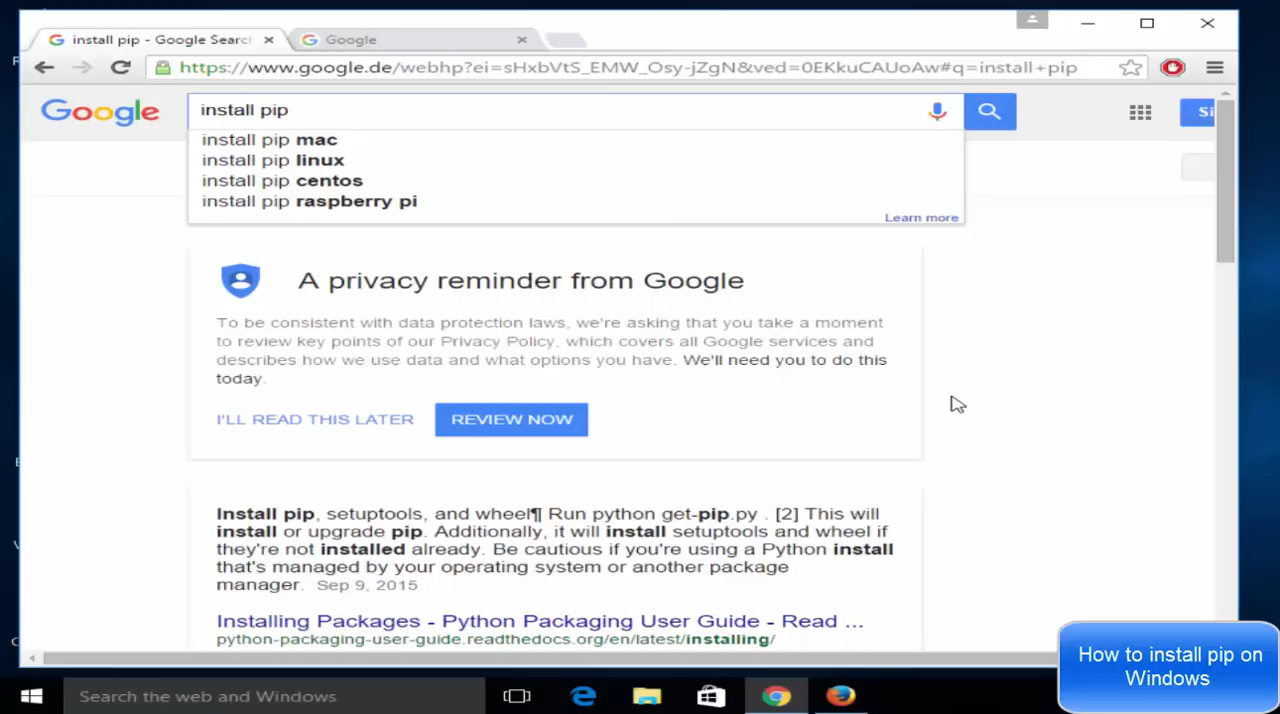 install pip - Google Searc
Google
https://www.google.de/webhp?ei=sHxbVtS_EMW_Osy-jZgN&ved=0EKkuCAUoAw#q=install+pip
Google
install pip
Si
install pip mac
install pip linux
install pip centos
install pip raspberry pi
Learn more
A privacy reminder from Google
To be consistent with data protection laws, we're asking that you take a moment
to review key points of our Privacy Policy, which covers all Google services and
describes how we use data and what options you have. We'll need you to do this
today.
I'LL READ THIS LATER
REVIEW NOW
Install pip, setuptools, and wheel¶ Run python get-pip.py . [2] This will
install or upgrade pip. Additionally, it will install setuptools and wheel if
they're not installed already. Be cautious if you're using a Python install
that's managed by your operating system or another package
manager. Sep 9, 2015
Installing Packages - Python Packaging User Guide - Read ...
python-packaging-user-guide.readthedocs.org/en/latest/installing/
How to install pip on
Windows
Search the web and Windows